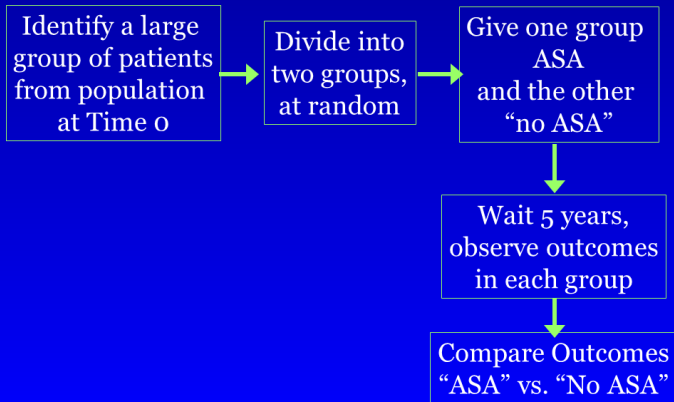 Identify a large
group of patients
from population
at Time 0
Divide into
two groups,
at random
Give one group
ASA
and the other
“no ASA”
Wait 5 years,
observe outcomes
in each group
Compare Outcomes
“ASA” vs. “No ASA”